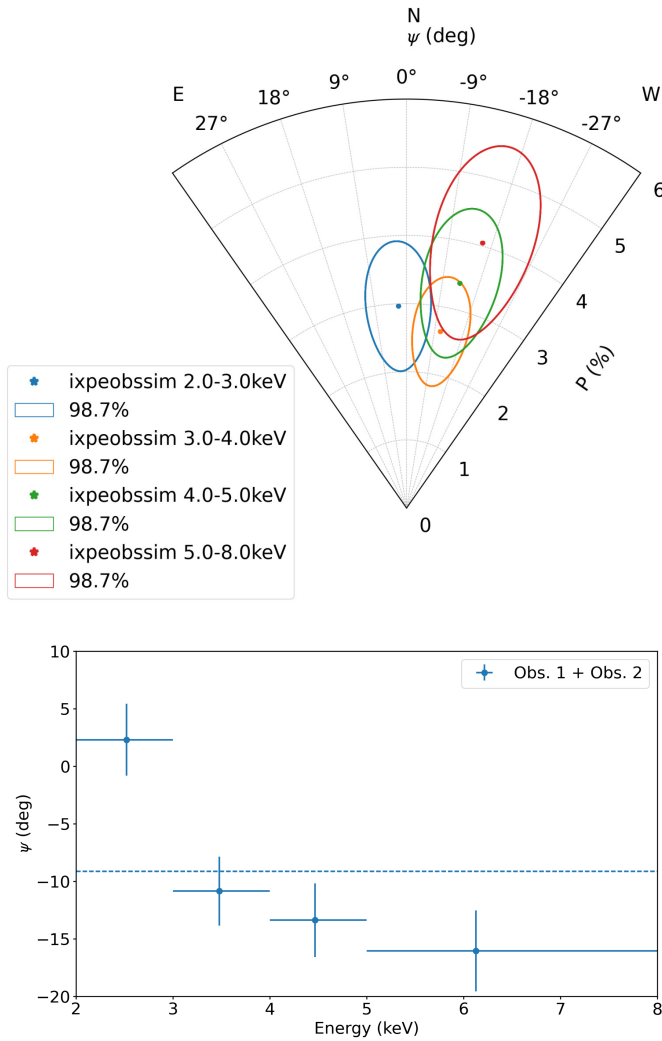 N
ψ (deg)
E 27° 18° 9° 0° -9° -18° -27° W
6
5
4
3
2
1
0
P (%)
ixpeobssim 2.0-3.0keV
98.7%
ixpeobssim 3.0-4.0keV
98.7%
ixpeobssim 4.0-5.0keV
98.7%
ixpeobssim 5.0-8.0keV
98.7%
Obs. 1 + Obs. 2
10
5
0
−5
−10
−15
−20
ψ (deg)
2 3 4 5 6 7 8
Energy (keV)